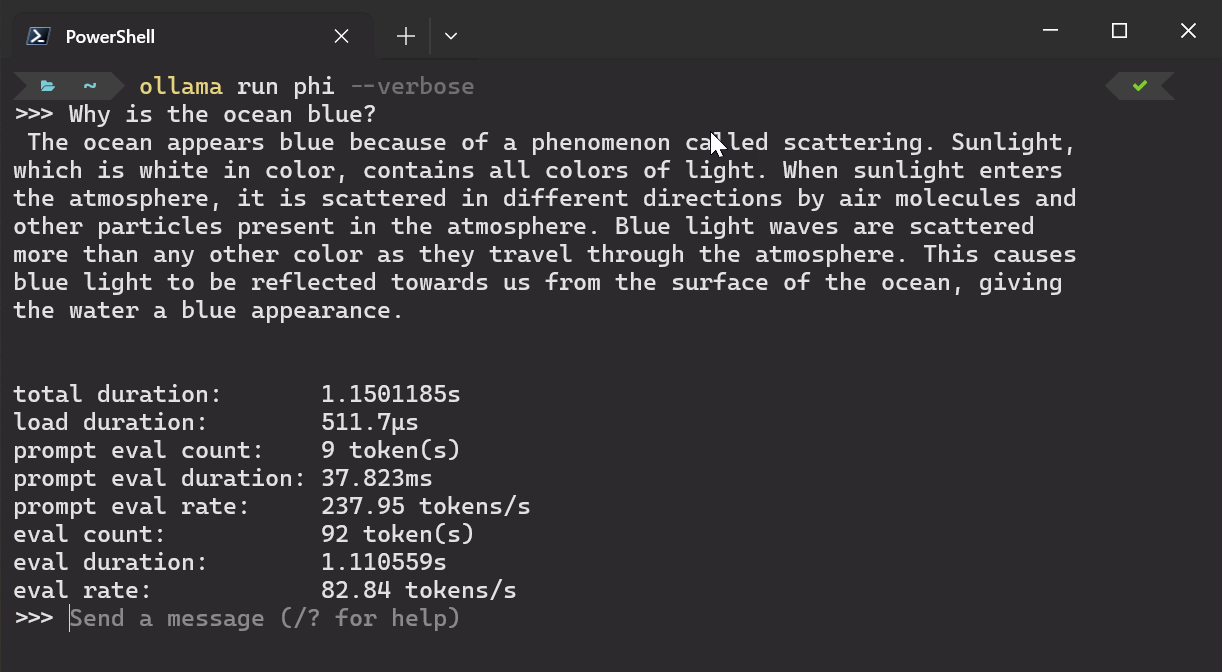 PowerShell
~ ollama run phi --verbose
>>> Why is the ocean blue?
The ocean appears blue because of a phenomenon called scattering. Sunlight,
which is white in color, contains all colors of light. When sunlight enters
the atmosphere, it is scattered in different directions by air molecules and
other particles present in the atmosphere. Blue light waves are scattered
more than any other color as they travel through the atmosphere. This causes
blue light to be reflected towards us from the surface of the ocean, giving
the water a blue appearance.
total duration: 1.1501185s
load duration: 511.7µs
prompt eval count: 9 token(s)
prompt eval duration: 37.823ms
prompt eval rate: 237.95 tokens/s
eval count: 92 token(s)
eval duration: 1.110559s
eval rate: 82.84 tokens/s
>>> Send a message (/? for help)